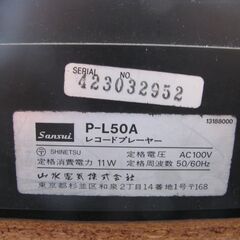 SERIAL NO
423032952
Sansui P-L50A 13188000
レコードプレーヤー
SHINETSU 定格電圧 AC100V
定格消費電力 11W 定格周波数 50/60HZ
山水電気株式会社
東京都杉並区和泉2丁目14番地1号〒168